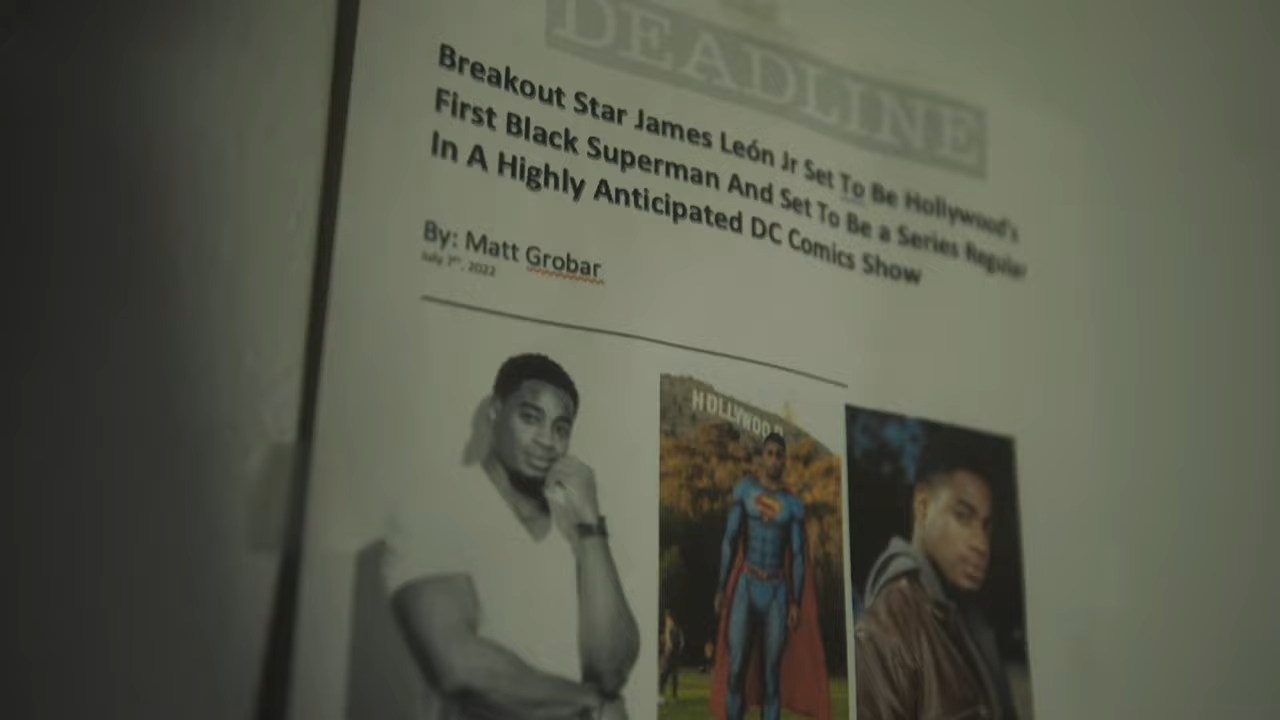 DEADLINE
Breakout Star James León Jr Set To Be Hollywood's
First Black Superman And Set To Be a Series Regular
In A Highly Anticipated DC Comics Show
By: Matt Grobar
July 7th, 2022
HOLLYWOOD